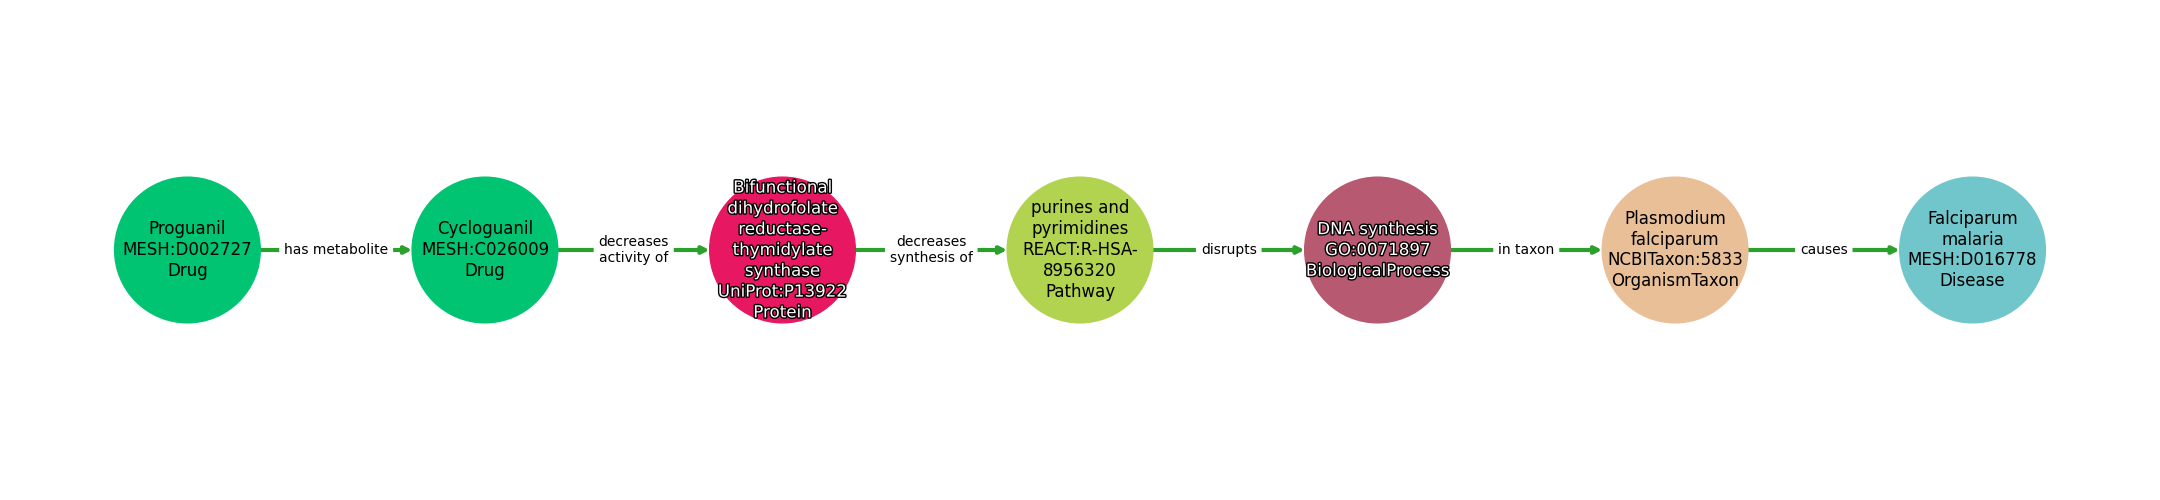 Proguanil
MESH:D002727
Drug
has metabolite
Cycloguanil
MESH:C026009
Drug
decreases
activity of
Bifunctional
dihydrofolate
reductase-
thymidylate
synthase
UniProt:P13922
Protein
decreases
synthesis of
purines and
pyrimidines
REACT:R-HSA-
8956320
Pathway
disrupts
DNA synthesis
GO:0071897
BiologicalProcess
in taxon
Plasmodium
falciparum
NCBITaxon:5833
OrganismTaxon
causes
Falciparum
malaria
MESH:D016778
Disease